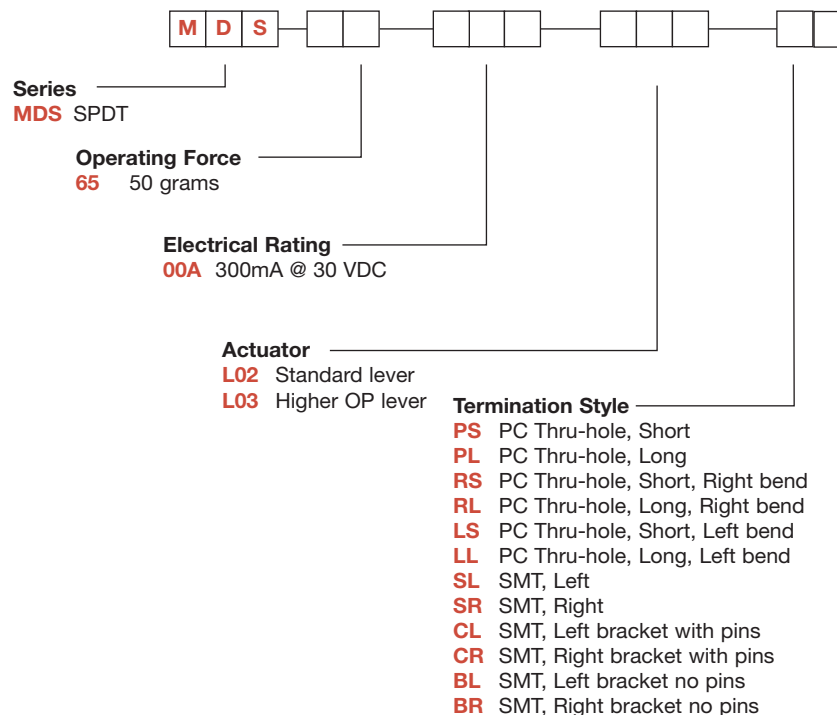 M D S
Series
MDS SPDT
Operating Force
65 50 grams
Electrical Rating
00A 300mA @ 30 VDC
Actuator
L02 Standard lever
L03 Higher OP lever
Termination Style
PS PC Thru-hole, Short
PL PC Thru-hole, Long
RS PC Thru-hole, Short, Right bend
RL PC Thru-hole, Long, Right bend
LS PC Thru-hole, Short, Left bend
LL PC Thru-hole, Long, Left bend
SL SMT, Left
SR SMT, Right
CL SMT, Left bracket with pins
CR SMT, Right bracket with pins
BL SMT, Left bracket no pins
BR SMT, Right bracket no pins